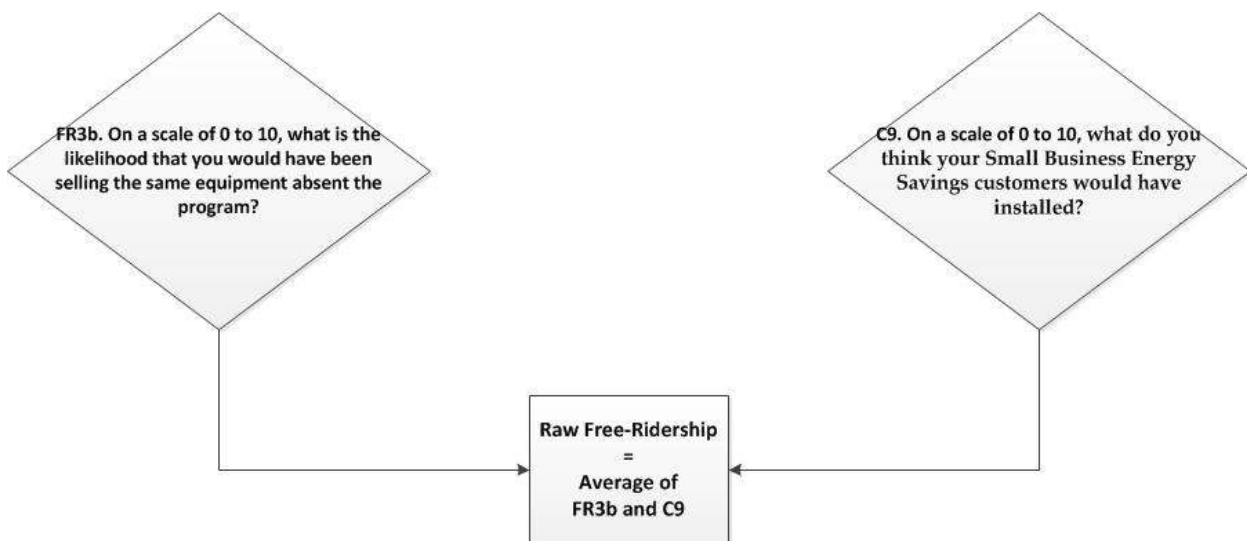 FR3b. On a scale of 0 to 10, what is the
likelihood that you would have been
selling the same equipment absent the
program?
C9. On a scale of 0 to 10, what do you
think your Small Business Energy
Savings customers would have
installed?
Raw Free-Ridership
=
Average of
FR3b and C9